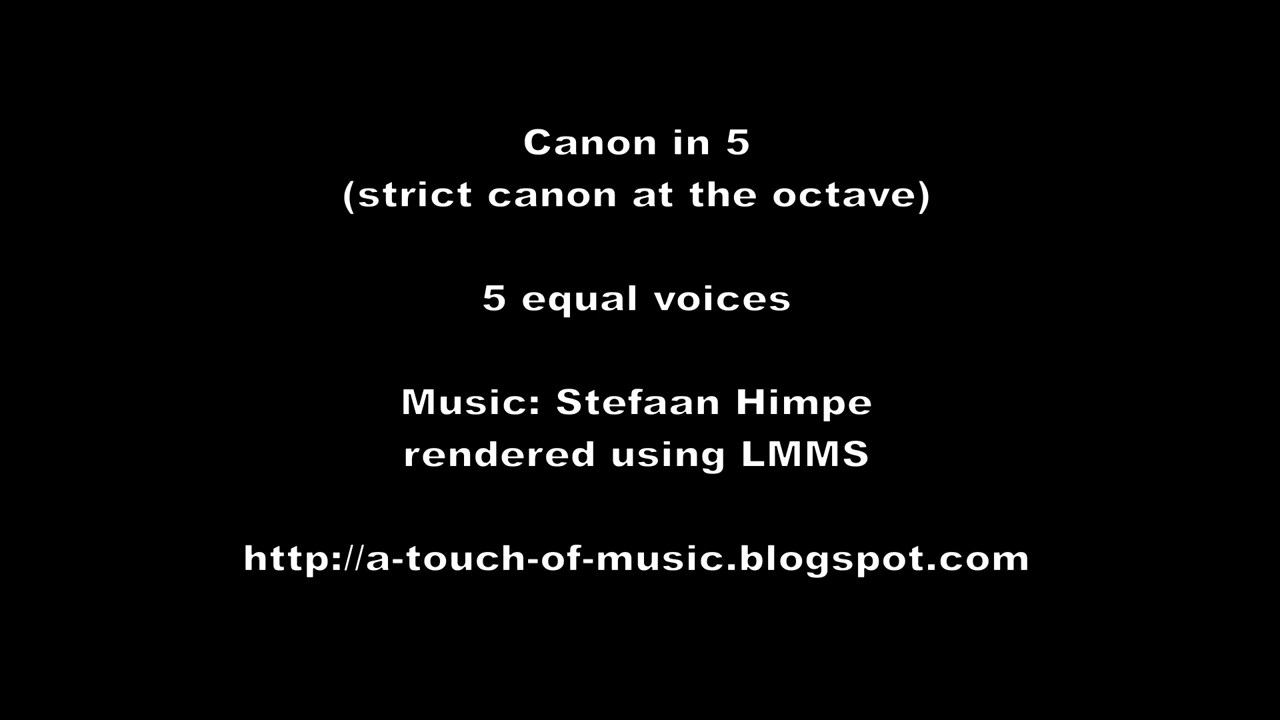 Canon in 5
(strict canon at the octave)
5 equal voices
Music: Stefaan Himpe
rendered using LMMS
http://a-touch-of-music.blogspot.com